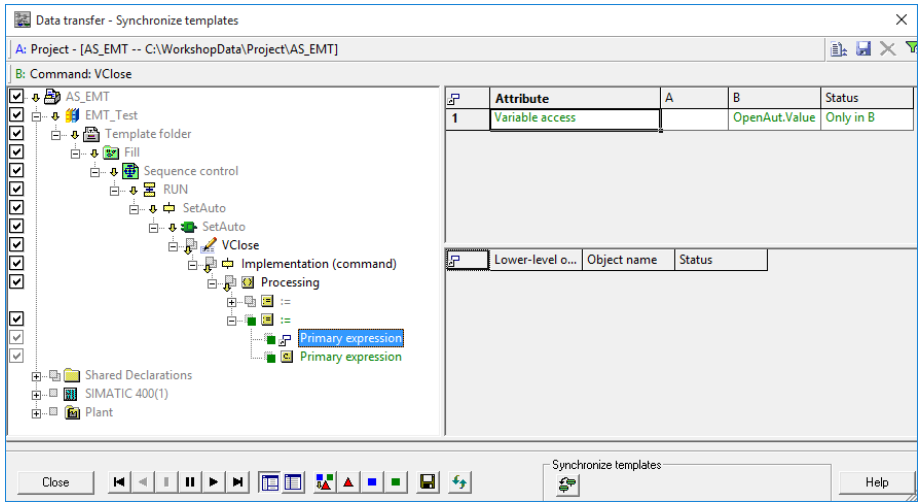 Data transfer - Synchronize templates
A: Project - [AS_EMT -- C:\WorkshopData\Project\AS_EMT]
B: Command: VClose
AS_EMT
EMT_Test
Template folder
Fill
Sequence control
RUN
SetAuto
SetAuto
VClose
Implementation (command)
Processing
:=
:=
Primary expression
Primary expression
Shared Declarations
SIMATIC 400(1)
Plant
Attribute A B Status
1 Variable access OpenAut.Value Only in B
Lower-level o... Object name Status
Synchronize templates
Close
Help